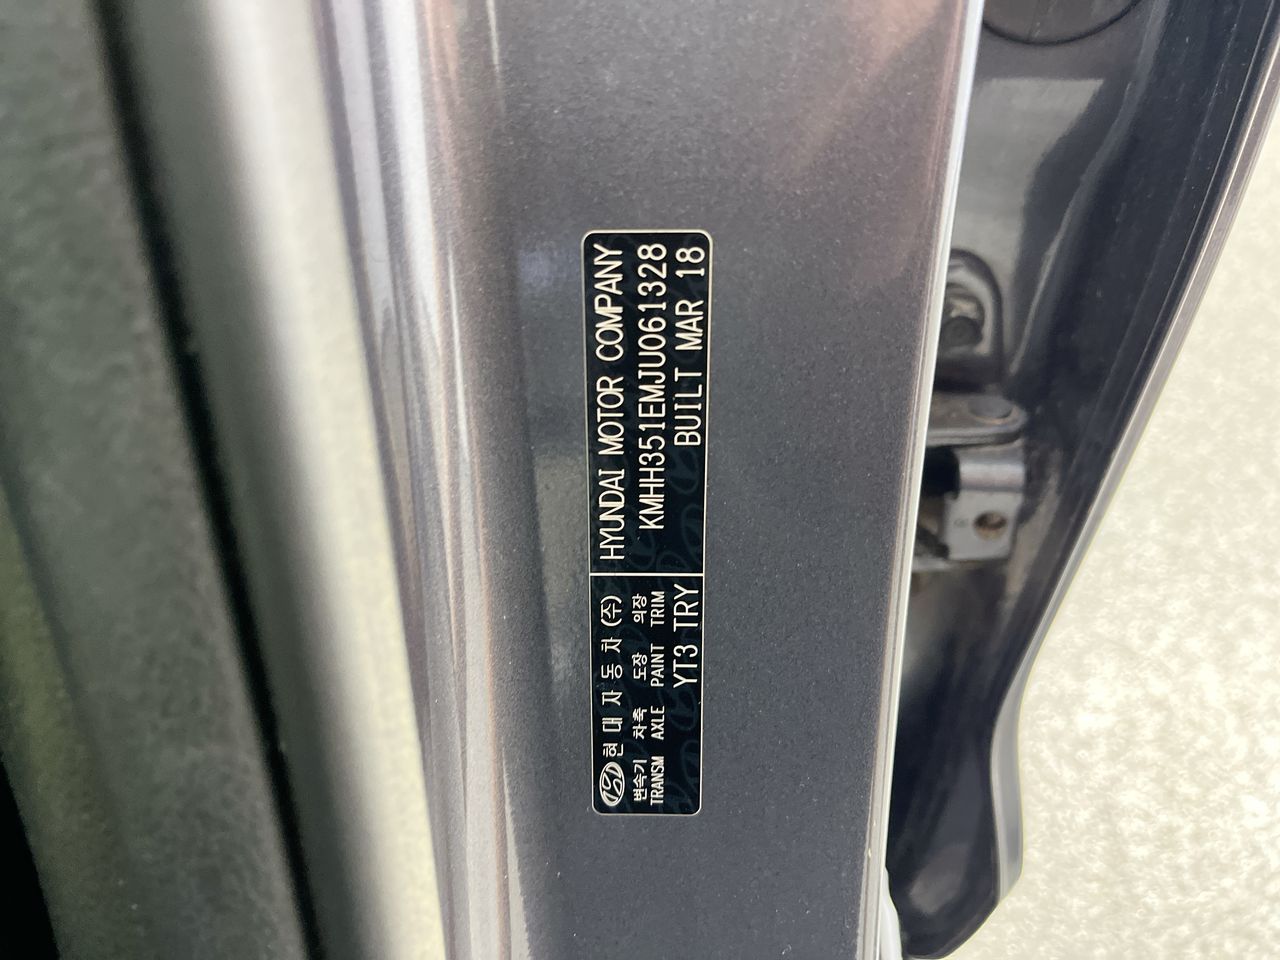 현대자동차(주)
변속기 차축 도장 의장
TRANSM AXLE PAINT TRIM
YT3 TRY
HYUNDAI MOTOR COMPANY
KMHH351EMJU061328
BUILT MAR 18